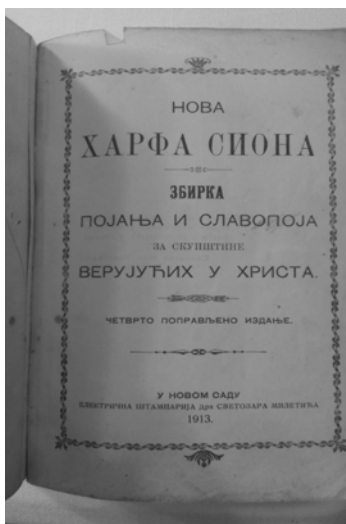 НОВА
ХАРФА СИОНА
ЗБИРКА
ПОЈАЊА И СЛАВОПОЈА
ЗА СКУПШТИНЕ
ВЕРУЈУЋИХ У ХРИСТА.
ЧЕТВРТО ПОПРАВЉЕНО ИЗДАЊЕ.
У НОВОМ САДУ
ЕЛЕКТРИЧНА ШТАМПАРИЈА дра СВЕТОЗАРА МИЛЕТИЋА
1913.